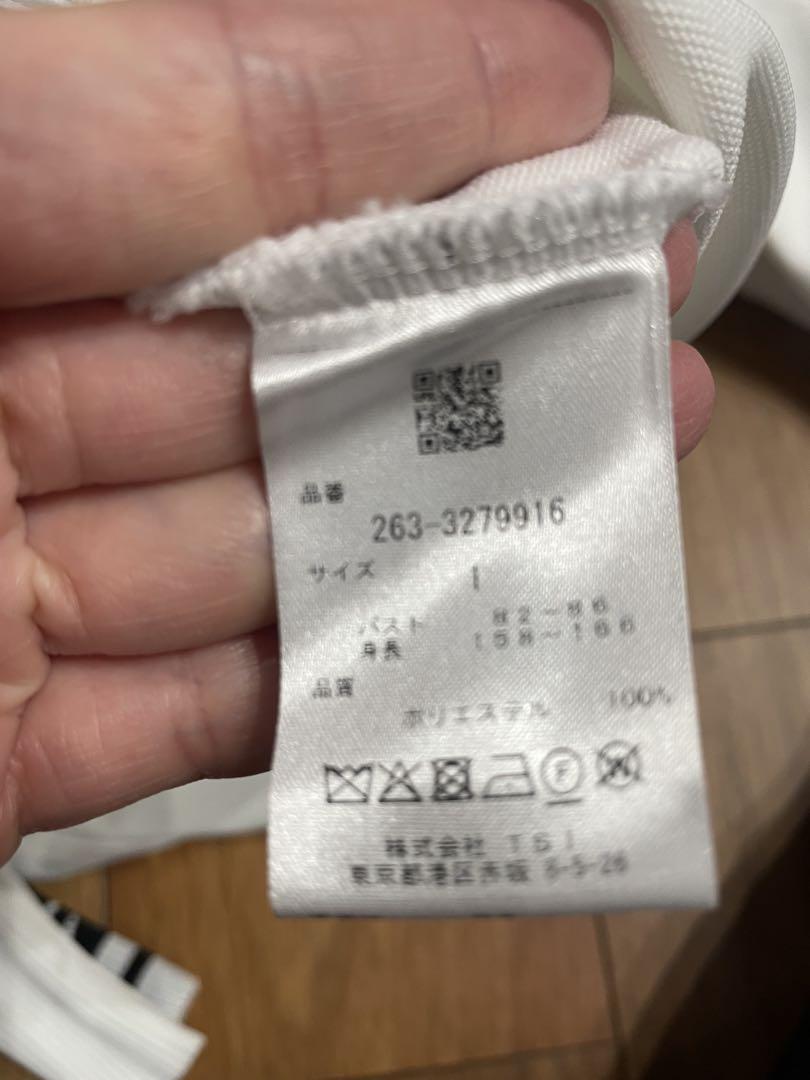 品番
263-3279916
サイズ 1
バスト 82－86
身長 158－166
品質
ポリエステル 100%
F W
株式会社 TSI
東京都港区赤坂 8-5-26